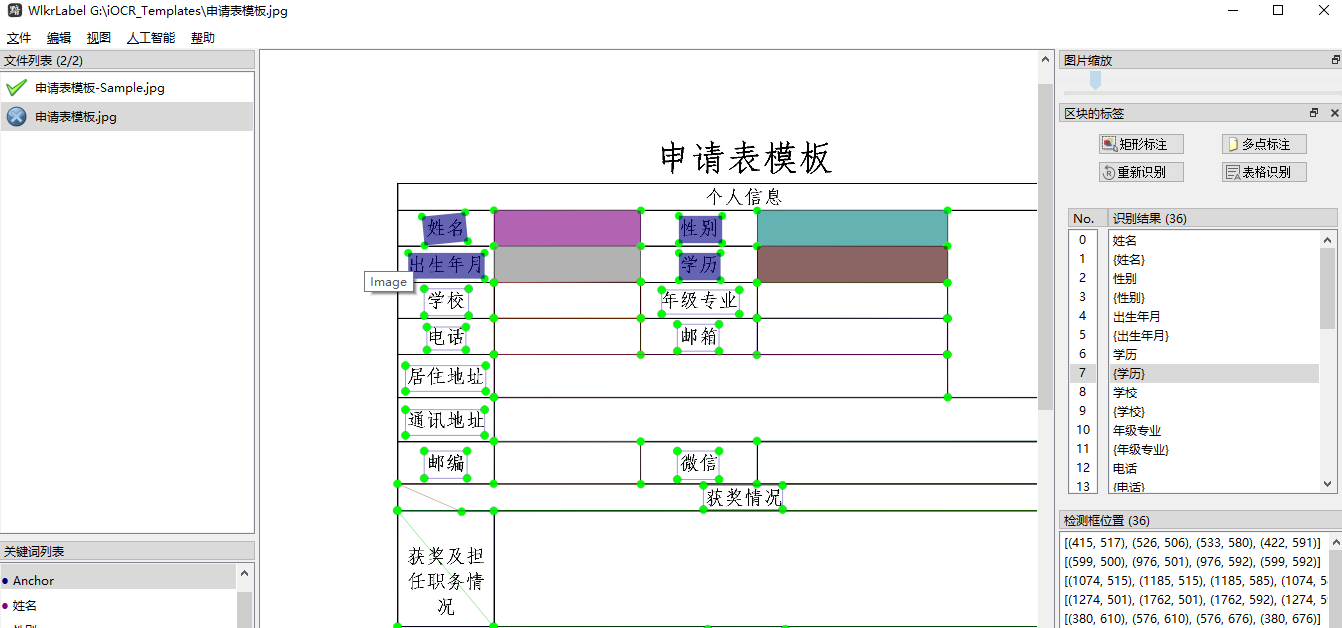 WlkrLabel G:\iOCR_Templates\申请表模板.jpg
文件 编辑 视图 人工智能 帮助
文件列表 (2/2)
申请表模板-Sample.jpg
申请表模板.jpg
关键词列表
Anchor
姓名
申请表模板
个人信息
姓名 性别
出生年月 学历
Image
学校 年级专业
电话 邮箱
居住地址
通讯地址
邮编 微信
获奖情况
获奖及担
任职务情
况
图片缩放
区块的标签
矩形标注 多点标注
重新识别 表格识别
No. 识别结果 (36)
0 姓名
1 {姓名}
2 性别
3 {性别}
4 出生年月
5 {出生年月}
6 学历
7 {学历}
8 学校
9 {学校}
10 年级专业
11 {年级专业}
12 电话
13 {电话}
检测框位置 (36)
[(415, 517), (526, 506), (533, 580), (422, 591)]
[(599, 500), (976, 501), (976, 592), (599, 592)]
[(1074, 515), (1185, 515), (1185, 585), (1074, 5
[(1274, 501), (1762, 501), (1762, 592), (1274, 5
[(380, 610), (576, 610), (576, 676), (380, 676)]